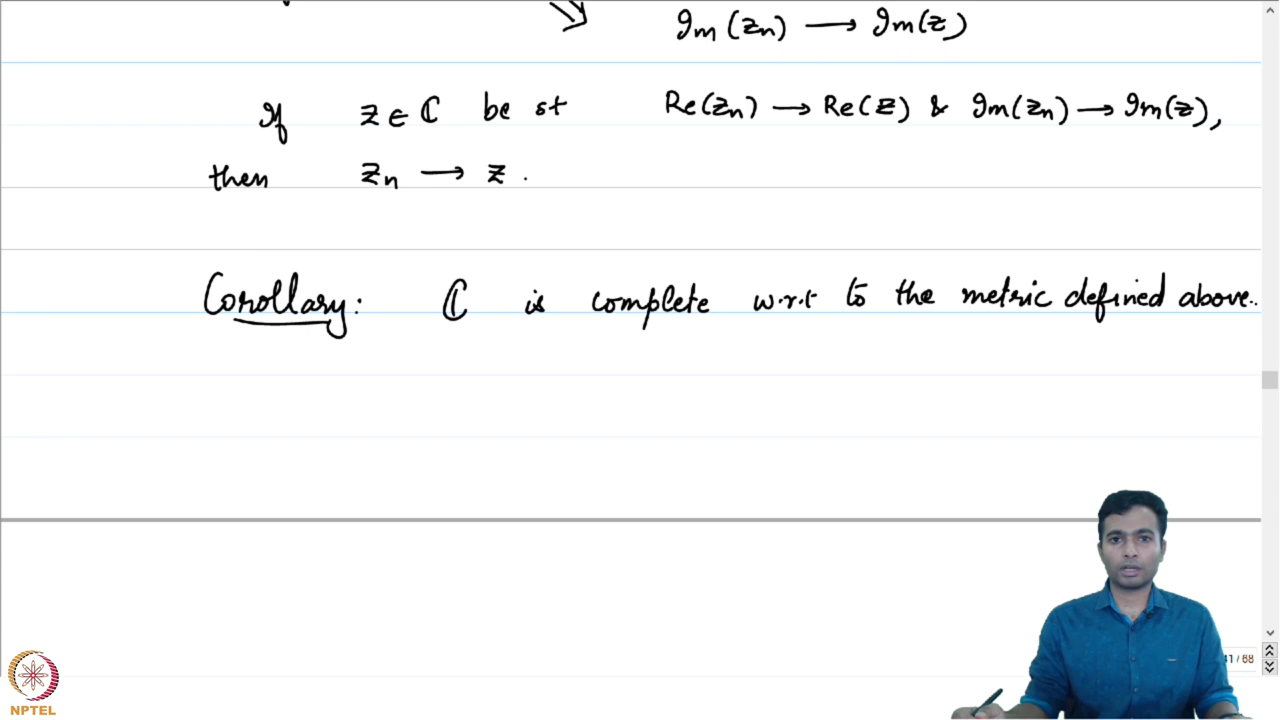 Im (zn) ⟶ Im(z)
If z ∈ ℂ be st Re(zn) ⟶ Re(z) & Im(zn) ⟶ Im(z),
then zn ⟶ z .
Corollary: ℂ is complete w.r.t to the metric defined above.
/ 68
NPTEL